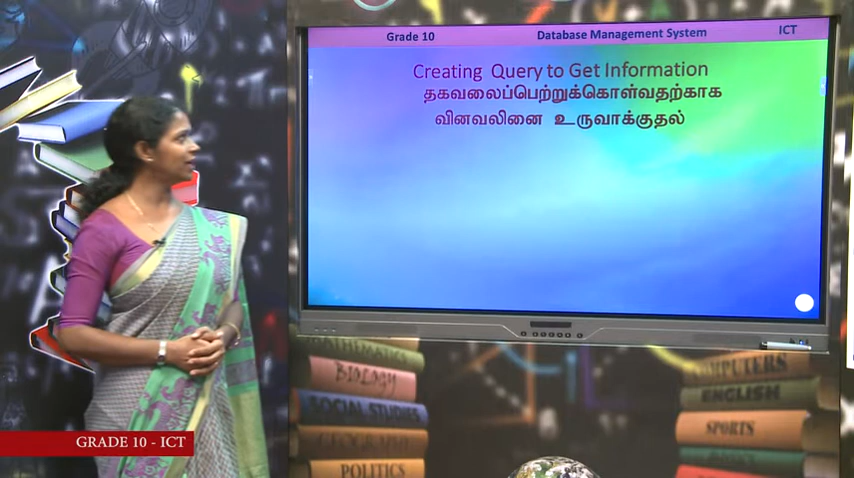 Grade 10 Database Management System ICT
Creating Query to Get Information
தகவலைப்பெற்றுக்கொள்வதற்காக
வினவலினை உருவாக்குதல்
MATHEMATICS
BIOLOGY
SOCIAL STUDIES
GEOGRAPHY
POLITICS
COMPUTERS
ENGLISH
SPORTS
GRADE 10 - ICT